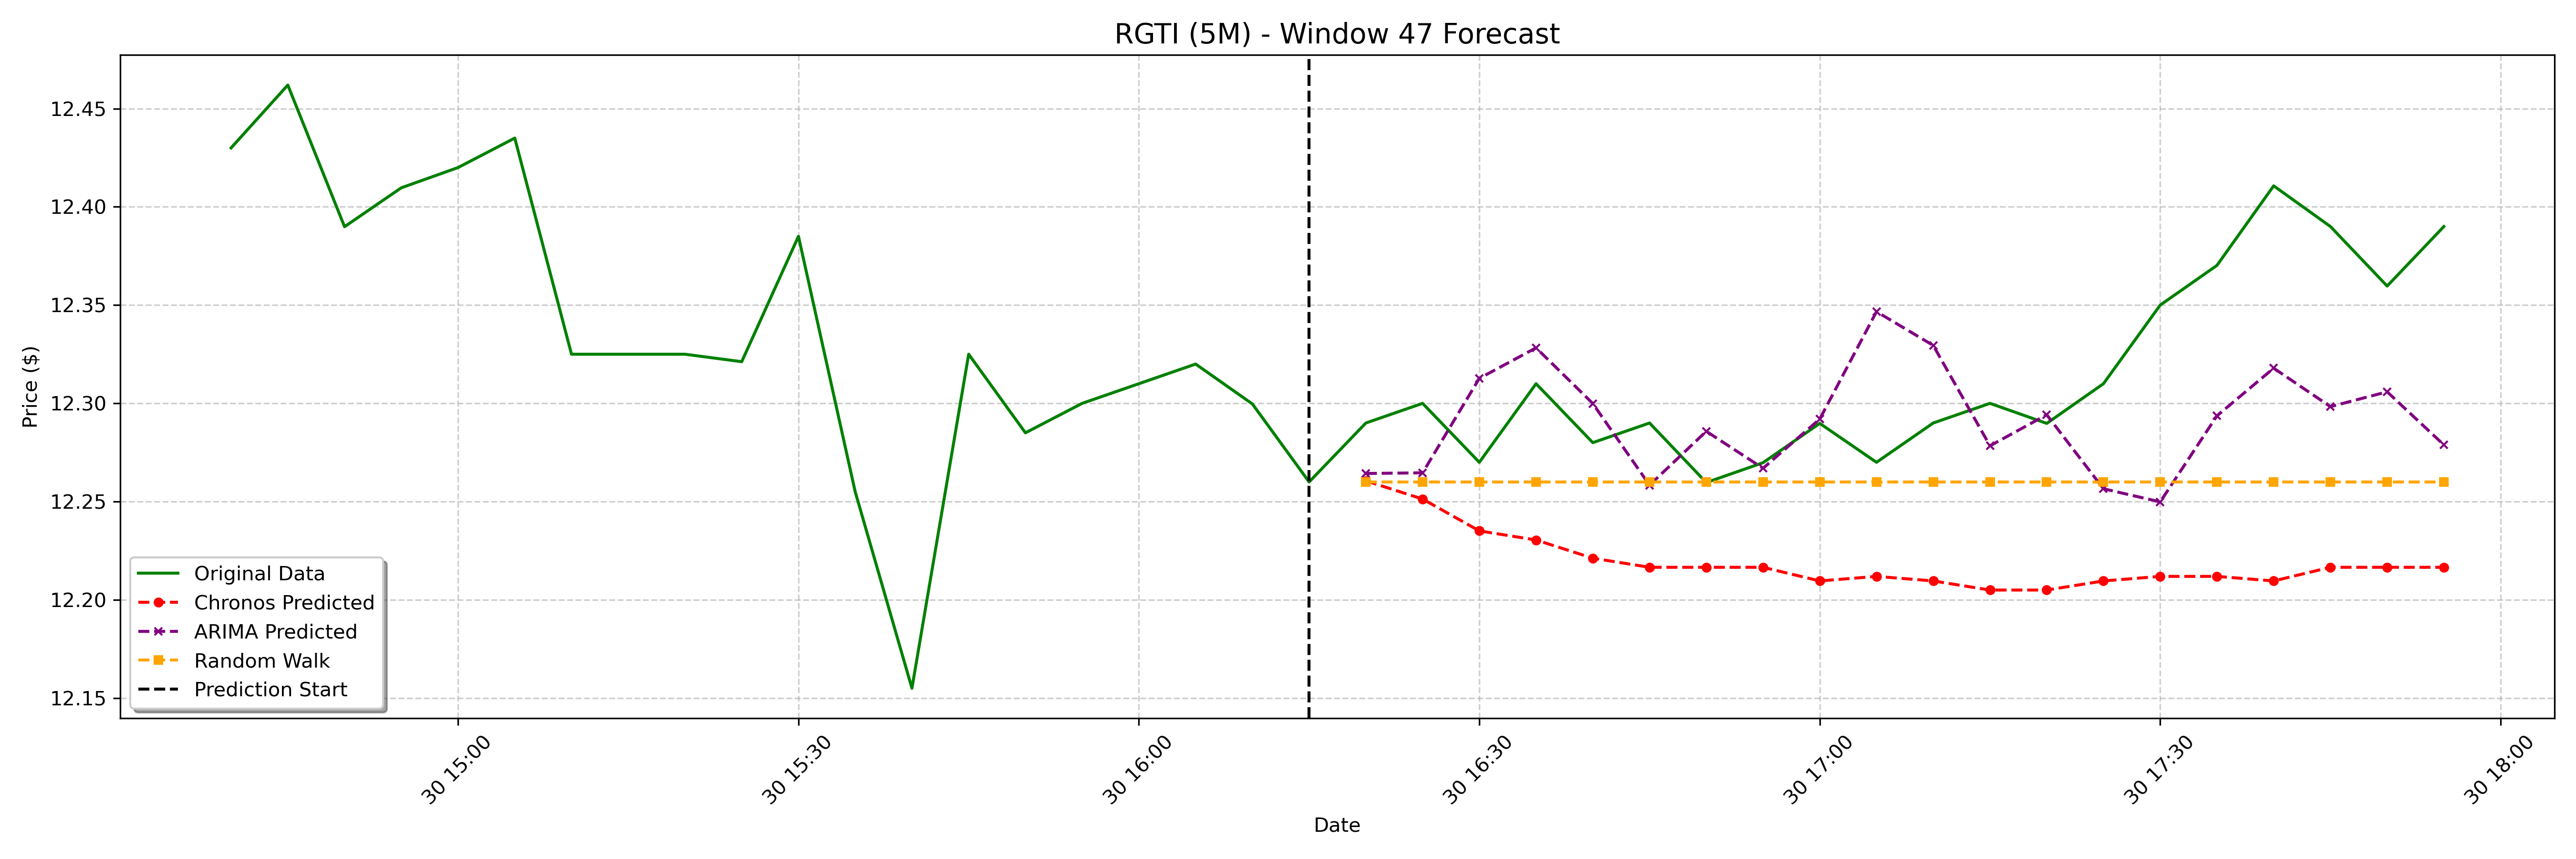 RGTI (5M) - Window 47 Forecast
Price ($)
12.45
12.40
12.35
12.30
12.25
12.20
12.15
Original Data
Chronos Predicted
ARIMA Predicted
Random Walk
Prediction Start
30 15:00
30 15:30
30 16:00
30 16:30
30 17:00
30 17:30
30 18:00
Date